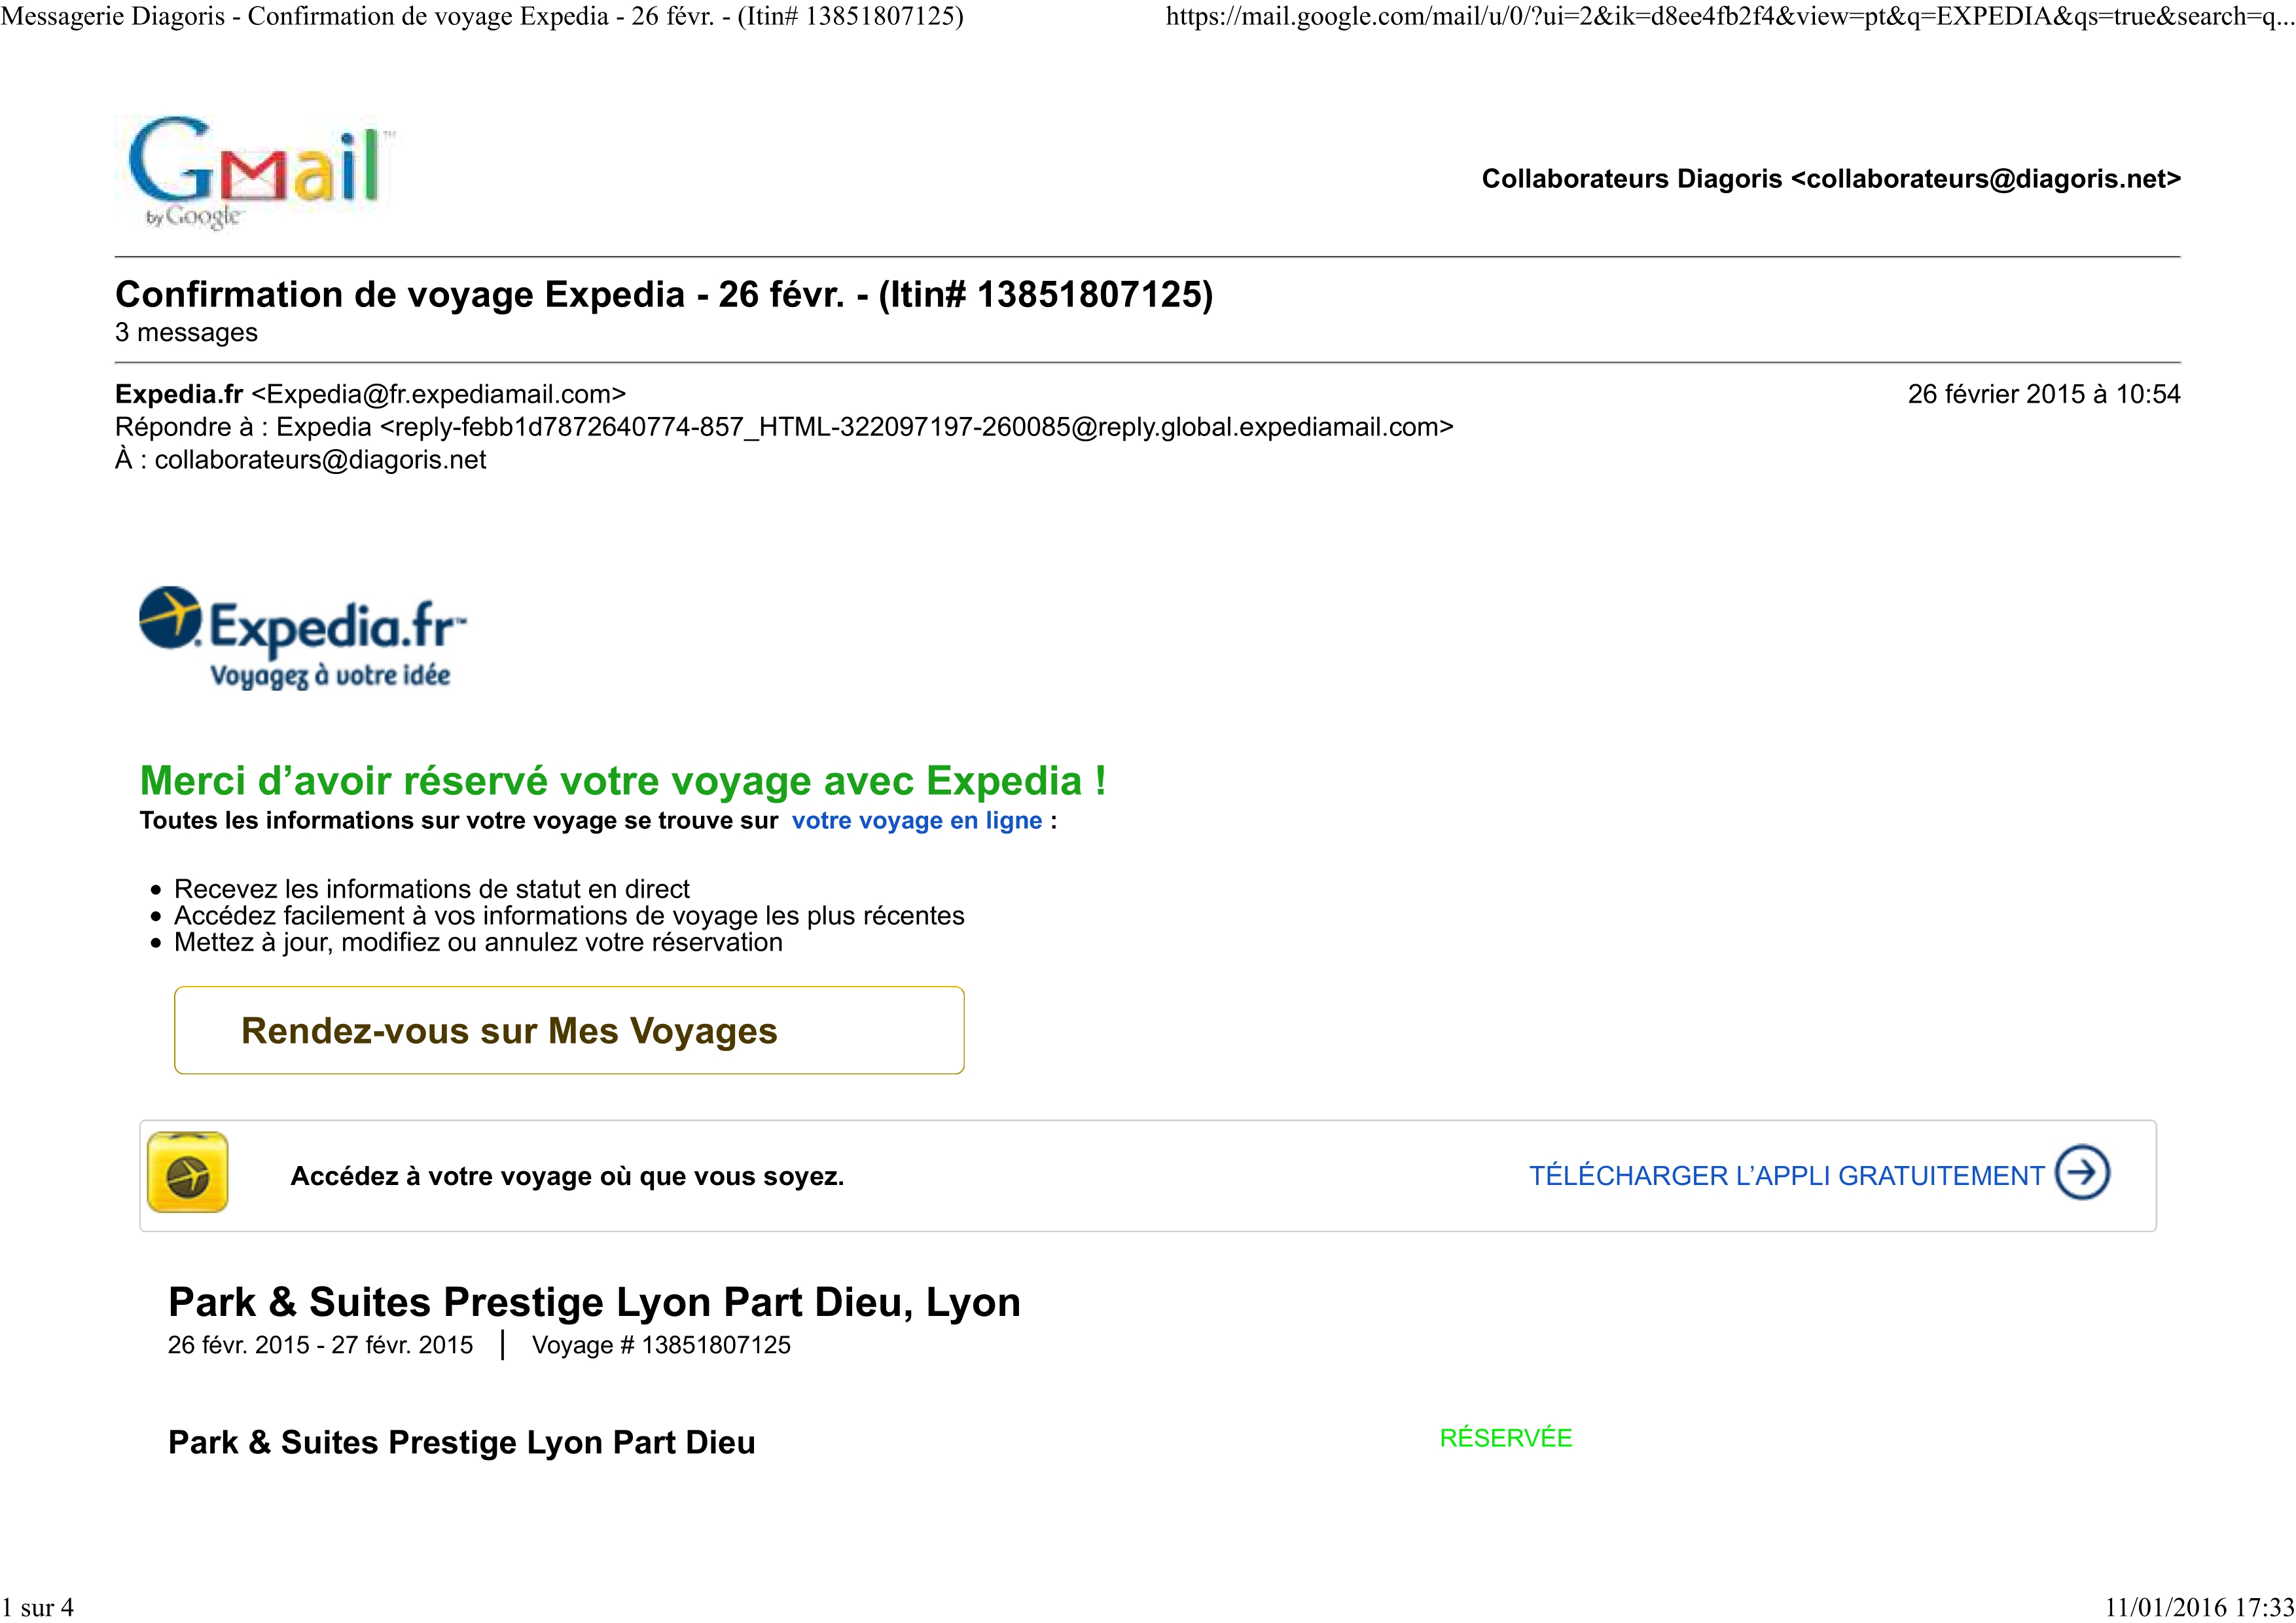 Messagerie Diagoris - Confirmation de voyage Expedia - 26 févr. - (Itin# 13851807125)
https://mail.google.com/mail/u/0/?ui=2&ik=d8ee4fb2f4&view=pt&q=EXPEDIA&qs=true&search=q...
Gmail™
by Google™
Collaborateurs Diagoris <collaborateurs@diagoris.net>
Confirmation de voyage Expedia - 26 févr. - (Itin# 13851807125)
3 messages
Expedia.fr <Expedia@fr.expediamail.com>
26 février 2015 à 10:54
Répondre à : Expedia <reply-febb1d7872640774-857_HTML-322097197-260085@reply.global.expediamail.com>
À : collaborateurs@diagoris.net
Expedia.fr™
Voyagez à votre idée
Merci d’avoir réservé votre voyage avec Expedia !
Toutes les informations sur votre voyage se trouve sur votre voyage en ligne :
• Recevez les informations de statut en direct
• Accédez facilement à vos informations de voyage les plus récentes
• Mettez à jour, modifiez ou annulez votre réservation
Rendez-vous sur Mes Voyages
Accédez à votre voyage où que vous soyez.
TÉLÉCHARGER L’APPLI GRATUITEMENT
Park & Suites Prestige Lyon Part Dieu, Lyon
26 févr. 2015 - 27 févr. 2015 | Voyage # 13851807125
Park & Suites Prestige Lyon Part Dieu
RÉSERVÉE
1 sur 4
11/01/2016 17:33